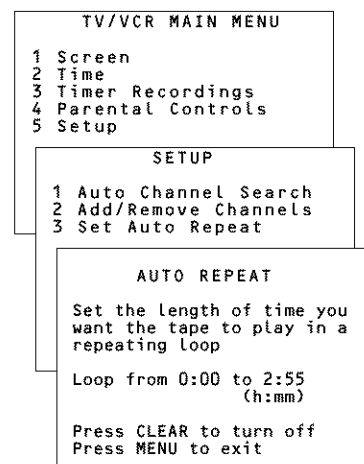 TV/VCR MAIN MENU
1 Screen
2 Time
3 Timer Recordings
4 Parental Controls
5 Setup
SETUP
1 Auto Channel Search
2 Add/Remove Channels
3 Set Auto Repeat
AUTO REPEAT
Set the length of time you
want the tape to play in a
repeating loop
Loop from 0:00 to 2:55
(h:mm)
Press CLEAR to turn off
Press MENU to exit